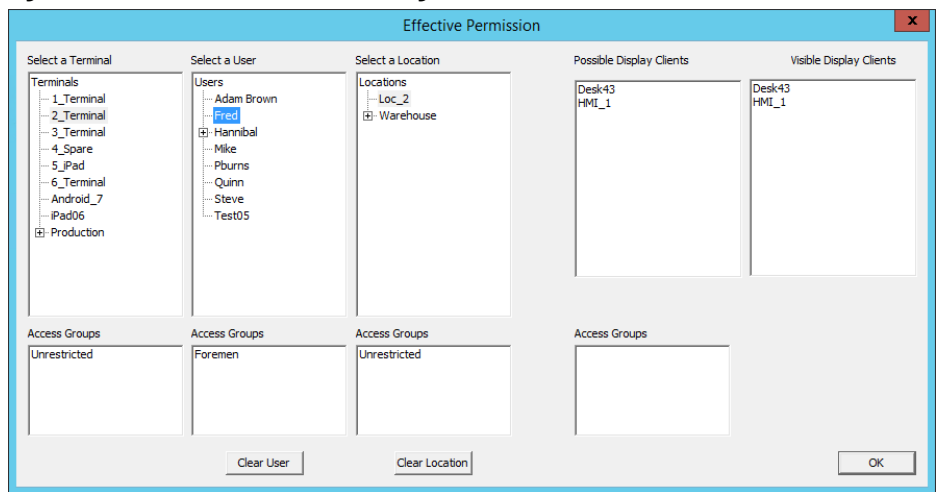 Effective Permission
x
Select a Terminal
Select a User
Select a Location
Possible Display Clients
Visible Display Clients
Terminals
1_Terminal
2_Terminal
3_Terminal
4_Spare
5_iPad
6_Terminal
Android_7
iPad06
Production
Users
Adam Brown
Fred
Hannibal
Mike
Pburns
Quinn
Steve
Test05
Locations
Loc_2
Warehouse
Desk43
HMI_1
Desk43
HMI_1
Access Groups
Access Groups
Access Groups
Access Groups
Unrestricted
Foremen
Unrestricted
Clear User
Clear Location
OK